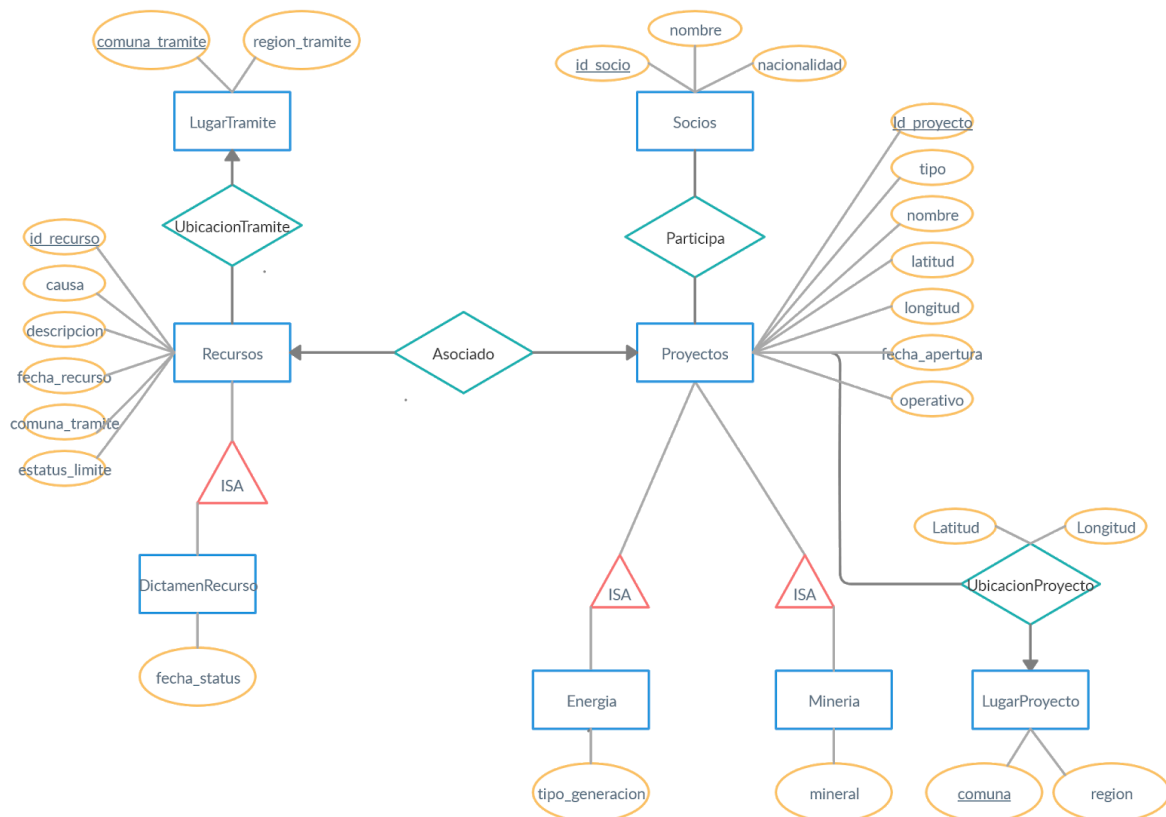 comuna_tramite
region_tramite
LugarTramite
UbicacionTramite
id_recurso
causa
descripcion
fecha_recurso
comuna_tramite
estatus_limite
Recursos
ISA
DictamenRecurso
fecha_status
Asociado
nombre
id_socio
nacionalidad
Socios
Participa
Proyectos
Id_proyecto
tipo
nombre
latitud
longitud
fecha_apertura
operativo
ISA
ISA
Energia
tipo_generacion
Mineria
mineral
Latitud
Longitud
UbicacionProyecto
LugarProyecto
comuna
region